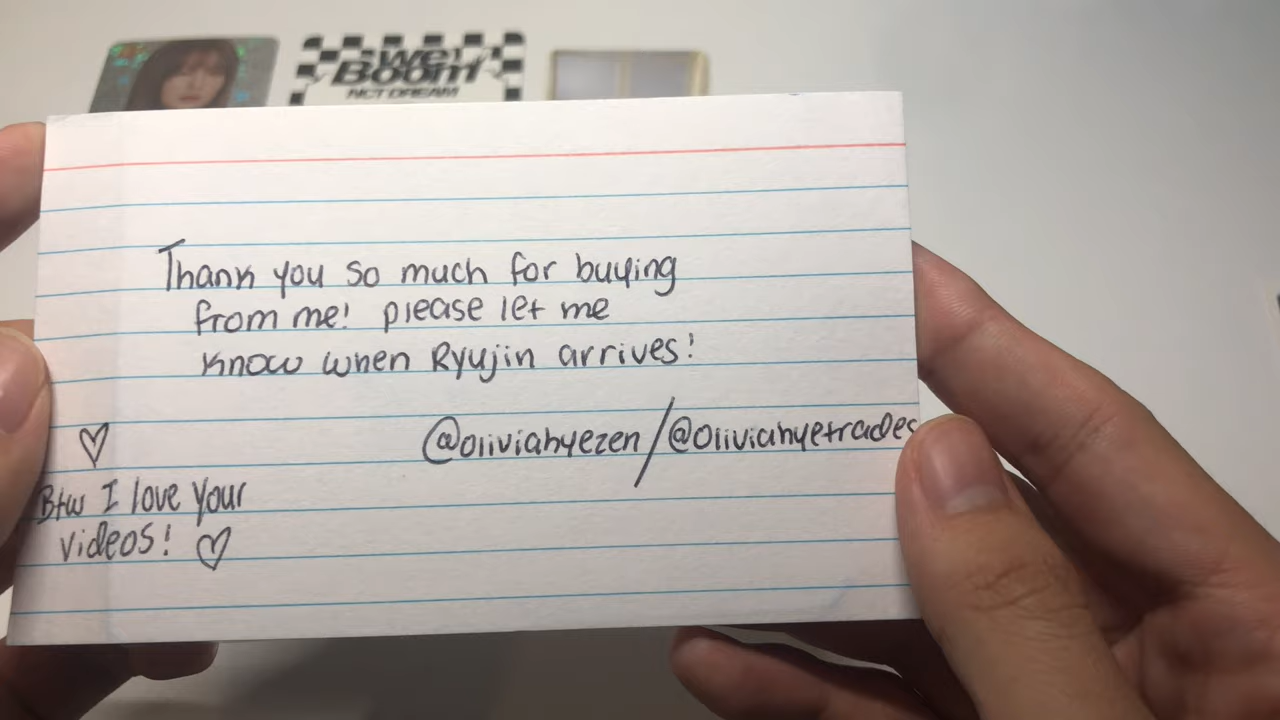 We
Boom
NCT DREAM
Thank you so much for buying
from me! please let me
know when Ryujin arrives!
@oliviahyezen/@oliviahyetrades
Btw I love your
videos!